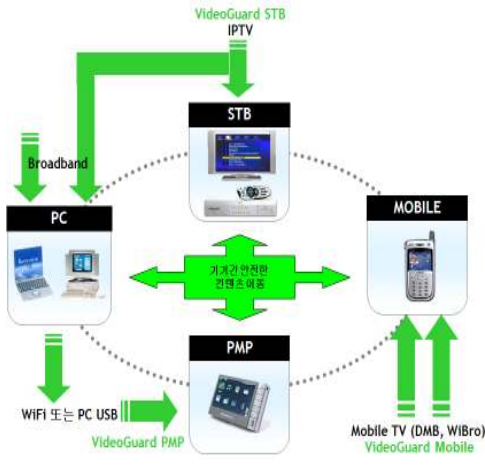 VideoGuard STB
IPTV
STB
Broadband
PC
MOBILE
기기간 안전한
컨텐츠 이동
PMP
WiFi 또는 PC USB
VideoGuard PMP
Mobile TV (DMB, WiBro)
VideoGuard Mobile